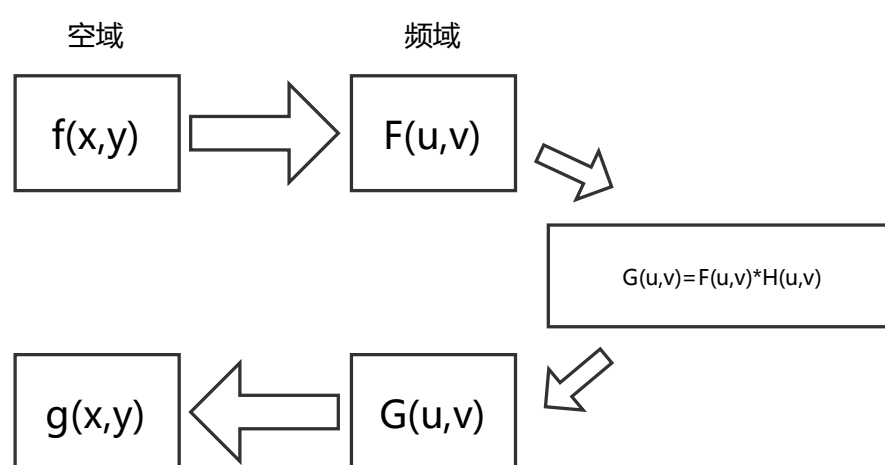 空域
频域
f(x,y)
F(u,v)
G(u,v)=F(u,v)*H(u,v)
g(x,y)
G(u,v)